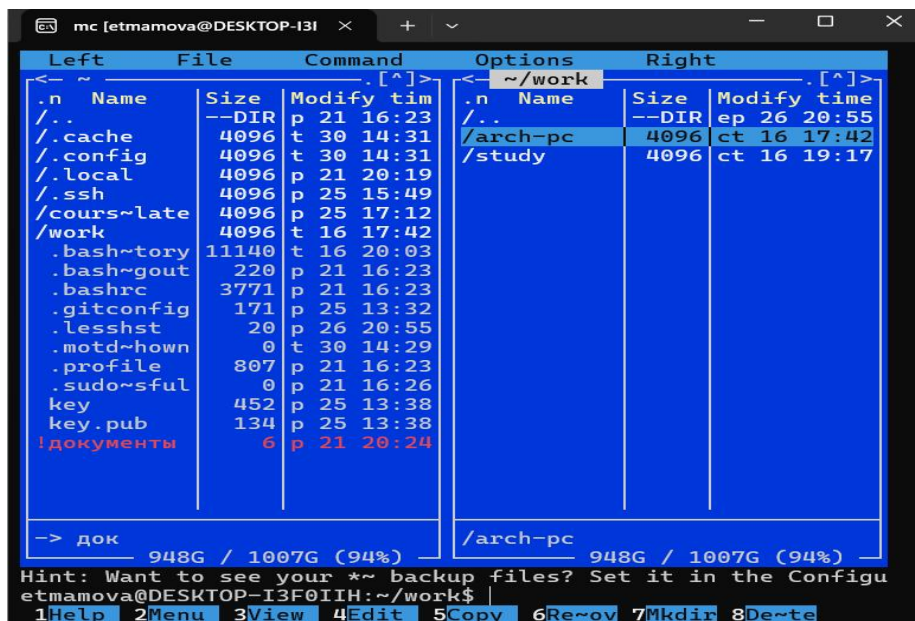 mc [etmamova@DESKTOP-I3I × + ⌄ — □ ×
Left File Command Options Right
<— ~ .[^]> <— ~/work .[^]>
.n Name Size Modify tim .n Name Size Modify time
/.. --DIR p 21 16:23 /.. --DIR ep 26 20:55
/.cache 4096 t 30 14:31 /arch-pc 4096 ct 16 17:42
/.config 4096 t 30 14:31 /study 4096 ct 16 19:17
/.local 4096 p 21 20:19
/.ssh 4096 p 25 15:49
/cours~late 4096 p 25 17:12
/work 4096 t 16 17:42
.bash~tory 11140 t 16 20:03
.bash~gout 220 p 21 16:23
.bashrc 3771 p 21 16:23
.gitconfig 171 p 25 13:32
.lesshst 20 p 26 20:55
.motd~hown 0 t 30 14:29
.profile 807 p 21 16:23
.sudo~sful 0 p 21 16:26
key 452 p 25 13:38
key.pub 134 p 25 13:38
!документы 6 p 21 20:24
-> док /arch-pc
948G / 1007G (94%) 948G / 1007G (94%)
Hint: Want to see your *~ backup files? Set it in the Configu
etmamova@DESKTOP-I3F0IIH:~/work$
1Help 2Menu 3View 4Edit 5Copy 6Re~ov 7Mkdir 8De~te